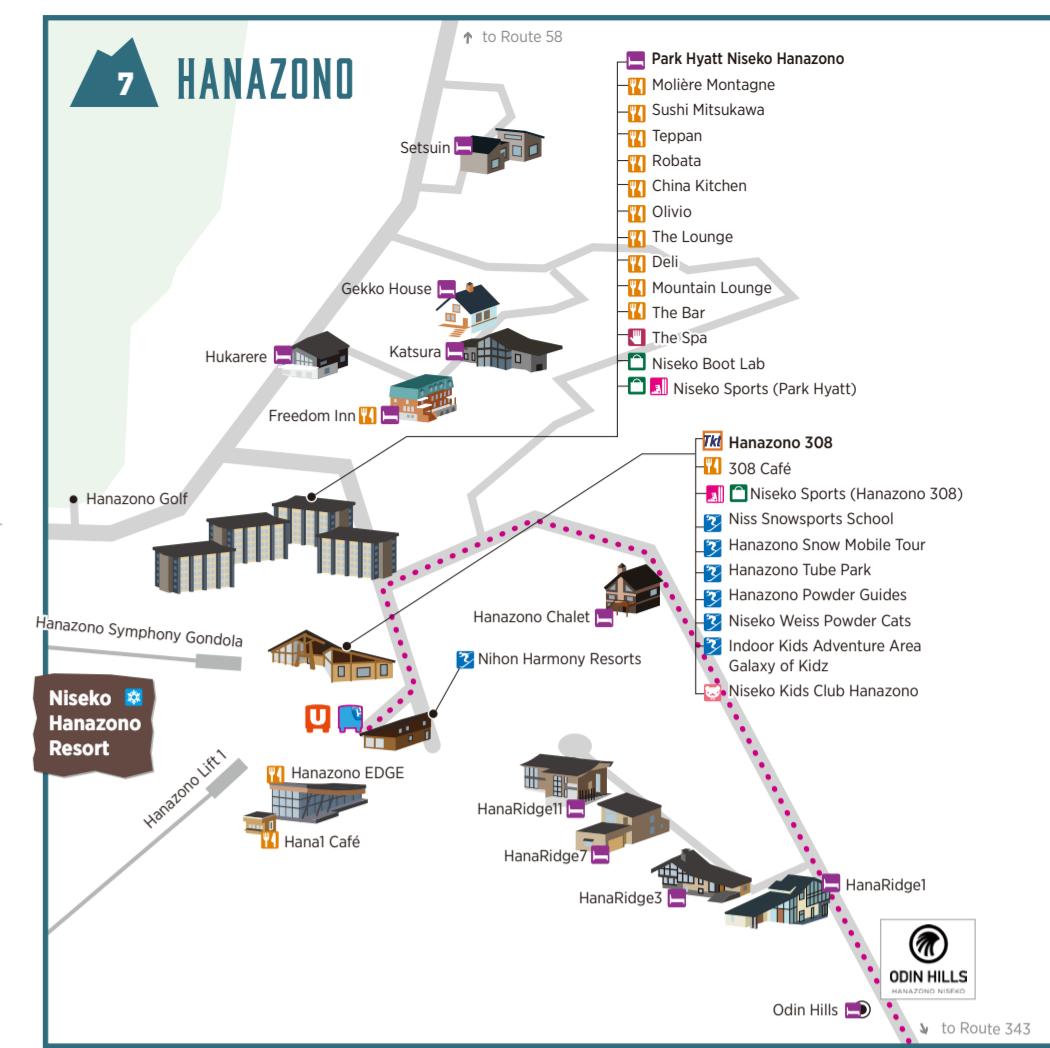 to Route 58
7
HANAZONO
Park Hyatt Niseko Hanazono
Molière Montagne
Sushi Mitsukawa
Teppan
Robata
China Kitchen
Olivio
The Lounge
Deli
Mountain Lounge
The Bar
The Spa
Niseko Boot Lab
Niseko Sports (Park Hyatt)
Setsuin
Gekko House
Hukarere
Katsura
Freedom Inn
Tkt
Hanazono 308
308 Café
Niseko Sports (Hanazono 308)
Niss Snowsports School
Hanazono Snow Mobile Tour
Hanazono Tube Park
Hanazono Powder Guides
Niseko Weiss Powder Cats
Indoor Kids Adventure Area
Galaxy of Kidz
Niseko Kids Club Hanazono
Hanazono Golf
Hanazono Chalet
Hanazono Symphony Gondola
Nihon Harmony Resorts
Niseko
Hanazono
Resort
U
Hanazono Lift 1
Hanazono EDGE
Hana1 Café
HanaRidge11
HanaRidge7
HanaRidge3
HanaRidge1
ODIN HILLS
HANAZONO NISEKO
Odin Hills
to Route 343